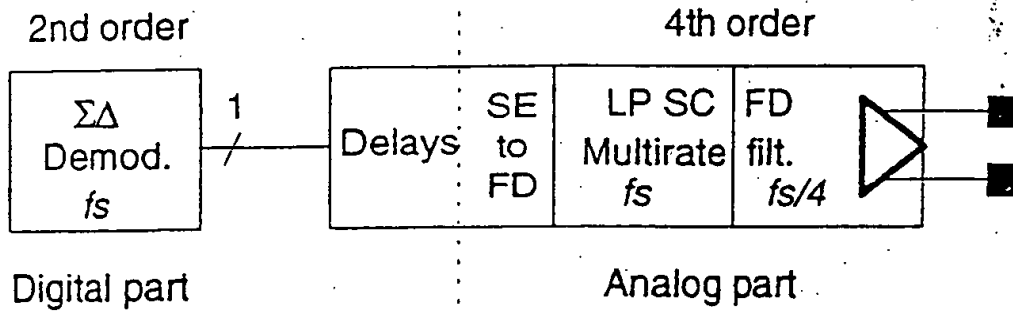 2nd order
4th order
ΣΔ
Demod.
fs
1
Delays
SE
to
FD
LP SC
Multirate
fs
FD
filt.
fs/4
Digital part
Analog part